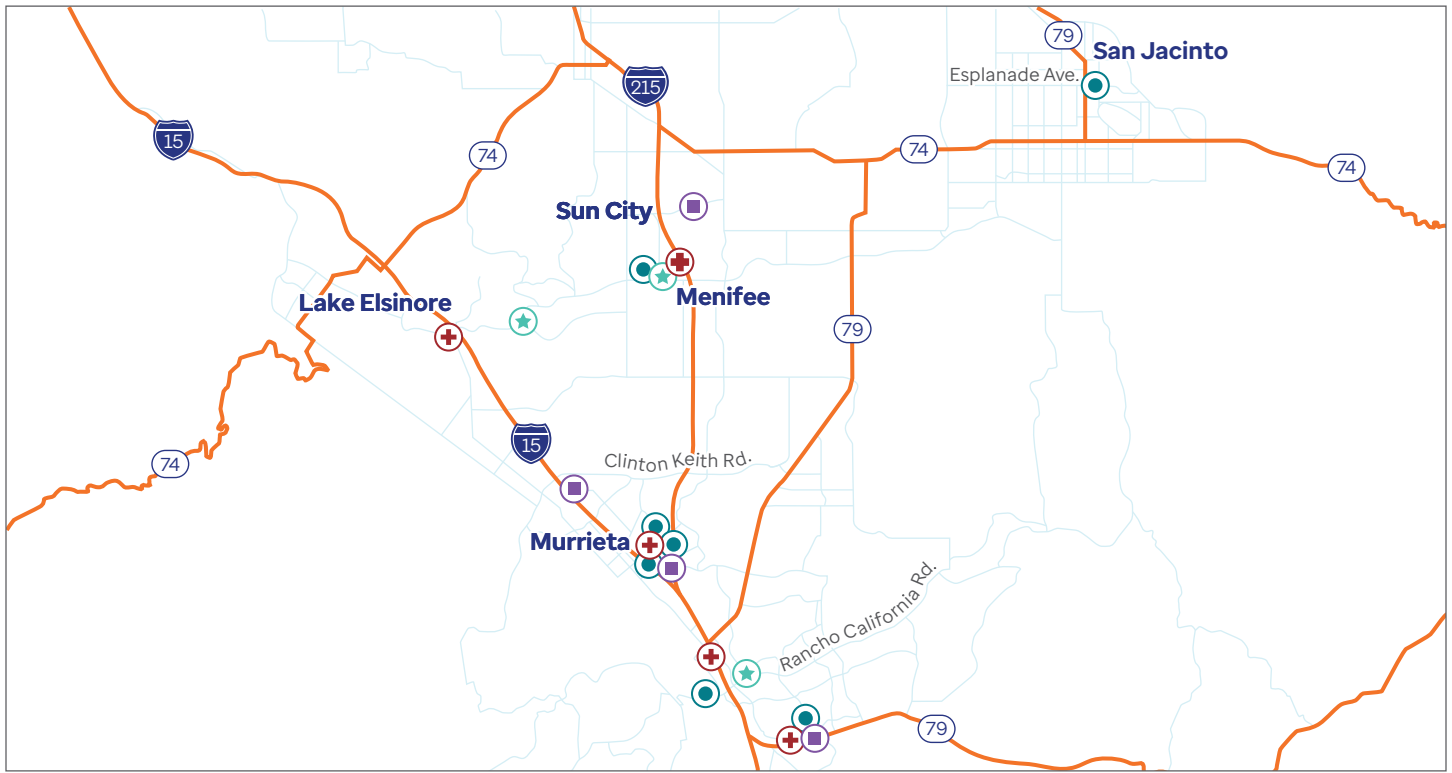 79
San Jacinto
Esplanade Ave.
215
15
74
74
74
Sun City
Menifee
Lake Elsinore
79
15
Clinton Keith Rd.
74
Murrieta
Rancho California Rd.
79